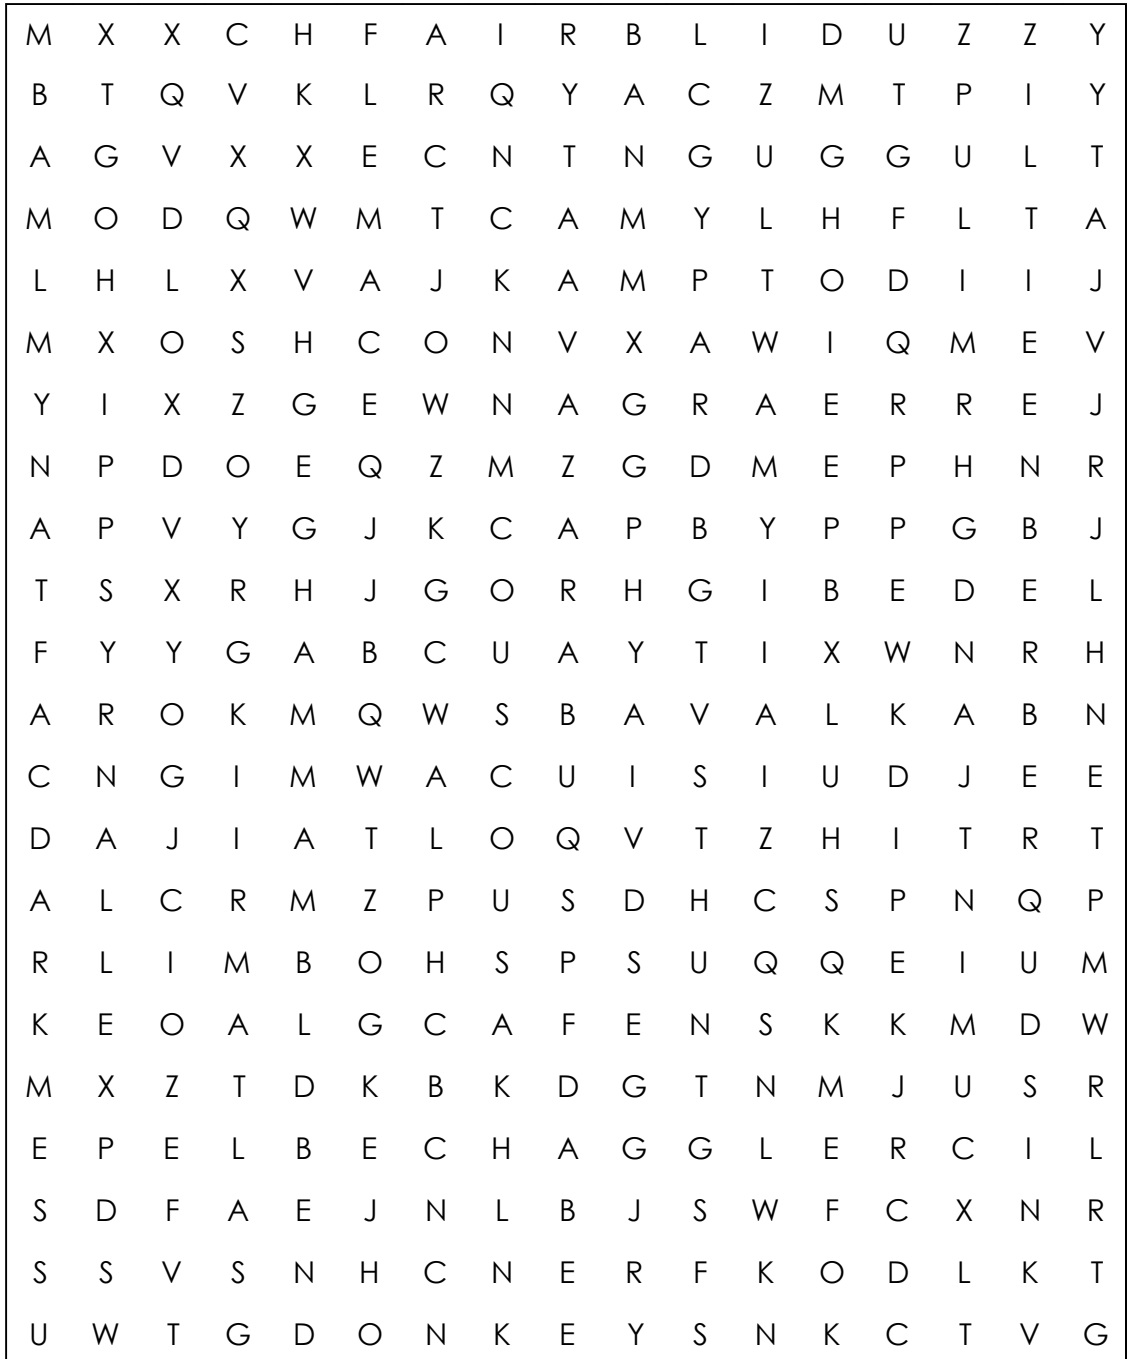 M X X C H F A I R B L I D U Z Z Y
B T Q V K L R Q Y A C Z M T P I Y
A G V X X E C N T N G U G G U L T
M O D Q W M T C A M Y L H F L T A
L H L X V A J K A M P T O D I I J
M X O S H C O N V X A W I Q M E V
Y I X Z G E W N A G R A E R R E J
N P D O E Q Z M Z G D M E P H N R
A P V Y G J K C A P B Y P P G B J
T S X R H J G O R H G I B E D E L
F Y Y G A B C U A Y T I X W N R H
A R O K M Q W S B A V A L K A B N
C N G I M W A C U I S I U D J E E
D A J I A T L O Q V T Z H I T R T
A L C R M Z P U S D H C S P N Q P
R L I M B O H S P S U Q Q E I U M
K E O A L G C A F E N S K K M D W
M X Z T D K B K D G T N M J U S R
E P E L B E C H A G G L E R C I L
S D F A E J N L B J S W F C X N R
S S V S N H C N E R F K O D L K T
U W T G D O N K E Y S N K C T V G